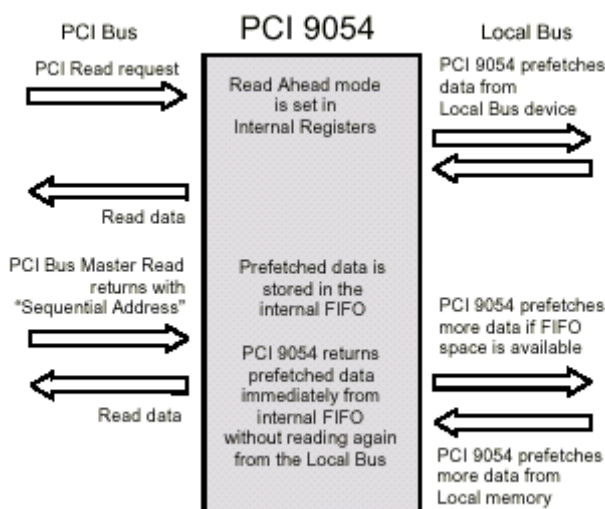 PCI Bus
PCI 9054
Local Bus
PCI Read request
Read Ahead mode
is set in
Internal Registers
PCI 9054 prefetches
data from
Local Bus device
Read data
PCI Bus Master Read
returns with
"Sequential Address"
Prefetched data is
stored in the
internal FIFO
PCI 9054 prefetches
more data if FIFO
space is available
Read data
PCI 9054 returns
prefetched data
immediately from
internal FIFO
without reading again
from the Local Bus
PCI 9054 prefetches
more data from
Local memory